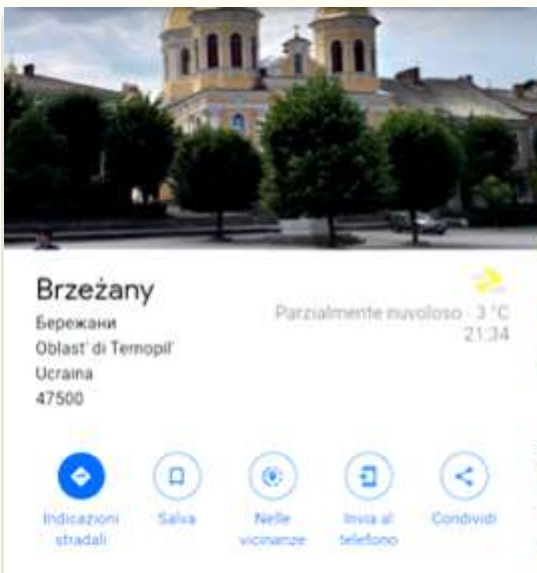 Brzeżany
Бережани
Oblast' di Ternopil'
Ucraina
47500
Parzialmente nuvoloso · 3 °C
21:34
Indicazioni stradali
Salva
Nelle vicinanze
Invia al telefono
Condividi